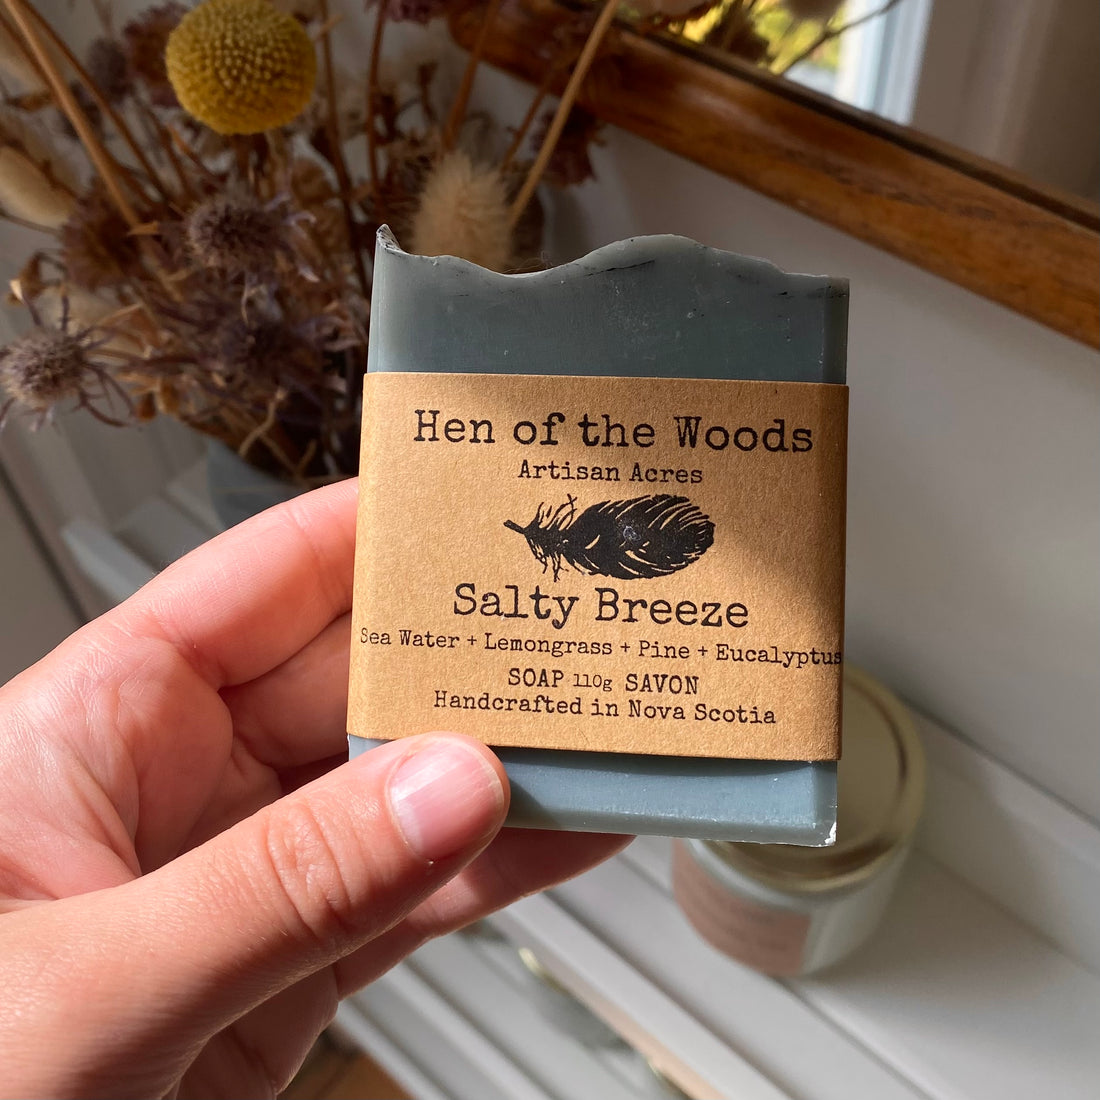 Hen of the Woods
Artisan Acres
Salty Breeze
Sea Water + Lemongrass + Pine + Eucalyptus
SOAP 110g SAVON
Handcrafted in Nova Scotia